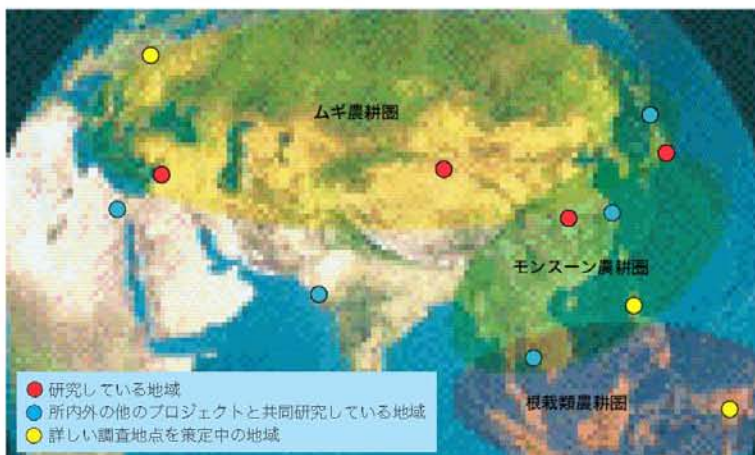 ムギ農耕圏
モンスーン農耕圏
根栽類農耕圏
研究している地域
所内外の他のプロジェクトと共同研究している地域
詳しい調査地点を策定中の地域